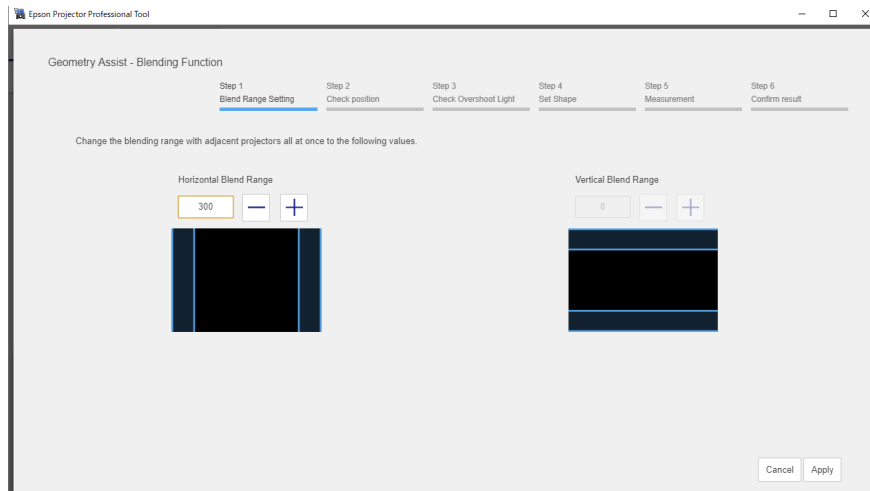 Epson Projector Professional Tool
Geometry Assist - Blending Function
Step 1 Step 2 Step 3 Step 4 Step 5 Step 6
Blend Range Setting Check position Check Overshoot Light Set Shape Measurement Confirm result
Change the blending range with adjacent projectors all at once to the following values.
Horizontal Blend Range Vertical Blend Range
300 0
Cancel Apply